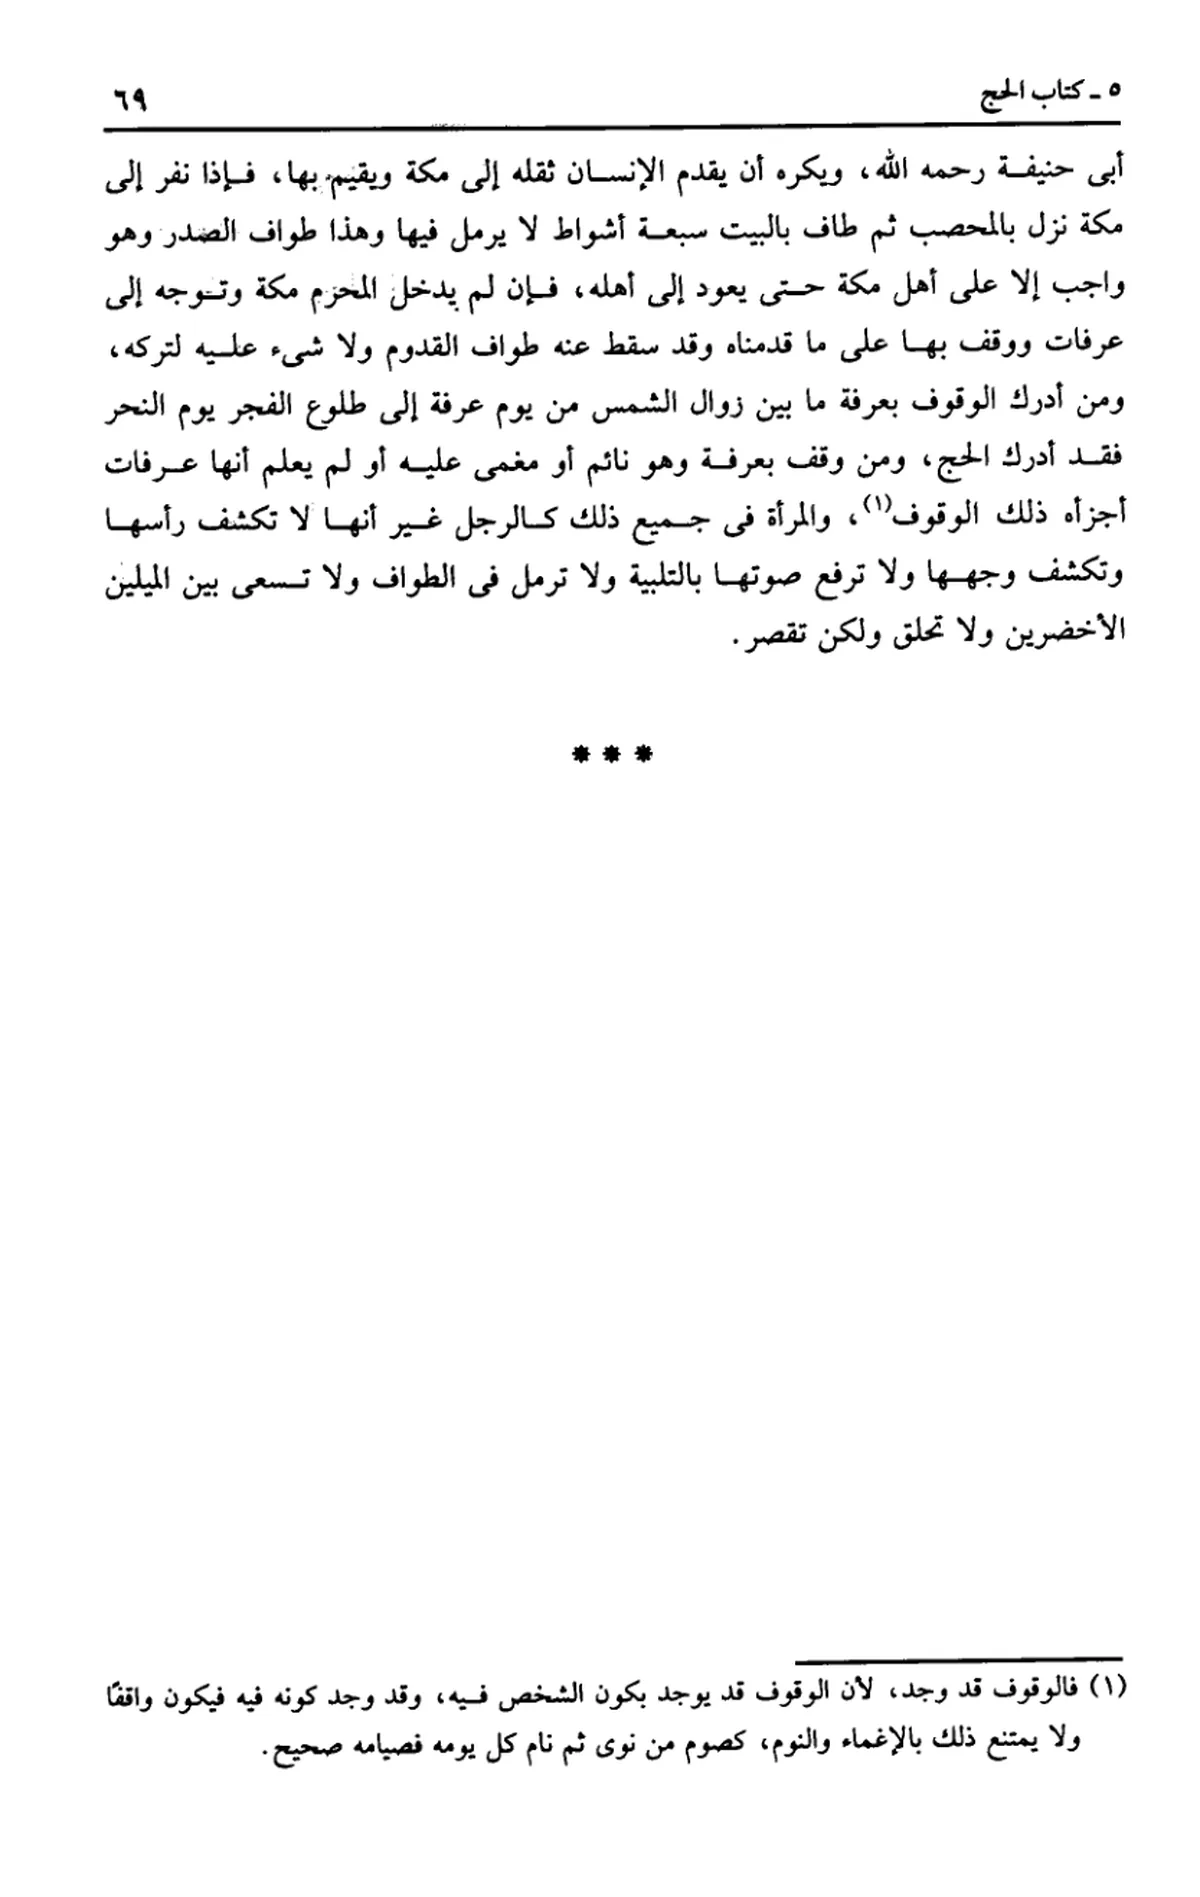 ٥ ـ كتاب الحج
٦٩
أبى حنيفة رحمه الله، ويكره أن يقدم الإنسان ثقله إلى مكة ويقيم بها، فإذا نفر إلى
مكة نزل بالمحصب ثم طاف بالبيت سبعة أشواط لا يرمل فيها وهذا طواف الصدر وهو
واجب إلا على أهل مكة حتى يعود إلى أهله، فإن لم يدخل المحرم مكة وتوجه إلى
عرفات ووقف بها على ما قدمناه وقد سقط عنه طواف القدوم ولا شىء عليه لتركه،
ومن أدرك الوقوف بعرفة ما بين زوال الشمس من يوم عرفة إلى طلوع الفجر يوم النحر
فقد أدرك الحج، ومن وقف بعرفة وهو نائم أو مغمى عليه أو لم يعلم أنها عرفات
أجزأه ذلك الوقوف(١)، والمرأة فى جميع ذلك كالرجل غير أنها لا تكشف رأسها
وتكشف وجهها ولا ترفع صوتها بالتلبية ولا ترمل فى الطواف ولا تسعى بين الميلين
الأخضرين ولا تحلق ولكن تقصر.
* * *
(١) فالوقوف قد وجد، لأن الوقوف قد يوجد بكون الشخص فيه، وقد وجد كونه فيه فيكون واقفًا
ولا يمتنع ذلك بالإغماء والنوم، كصوم من نوى ثم نام كل يومه فصيامه صحيح.